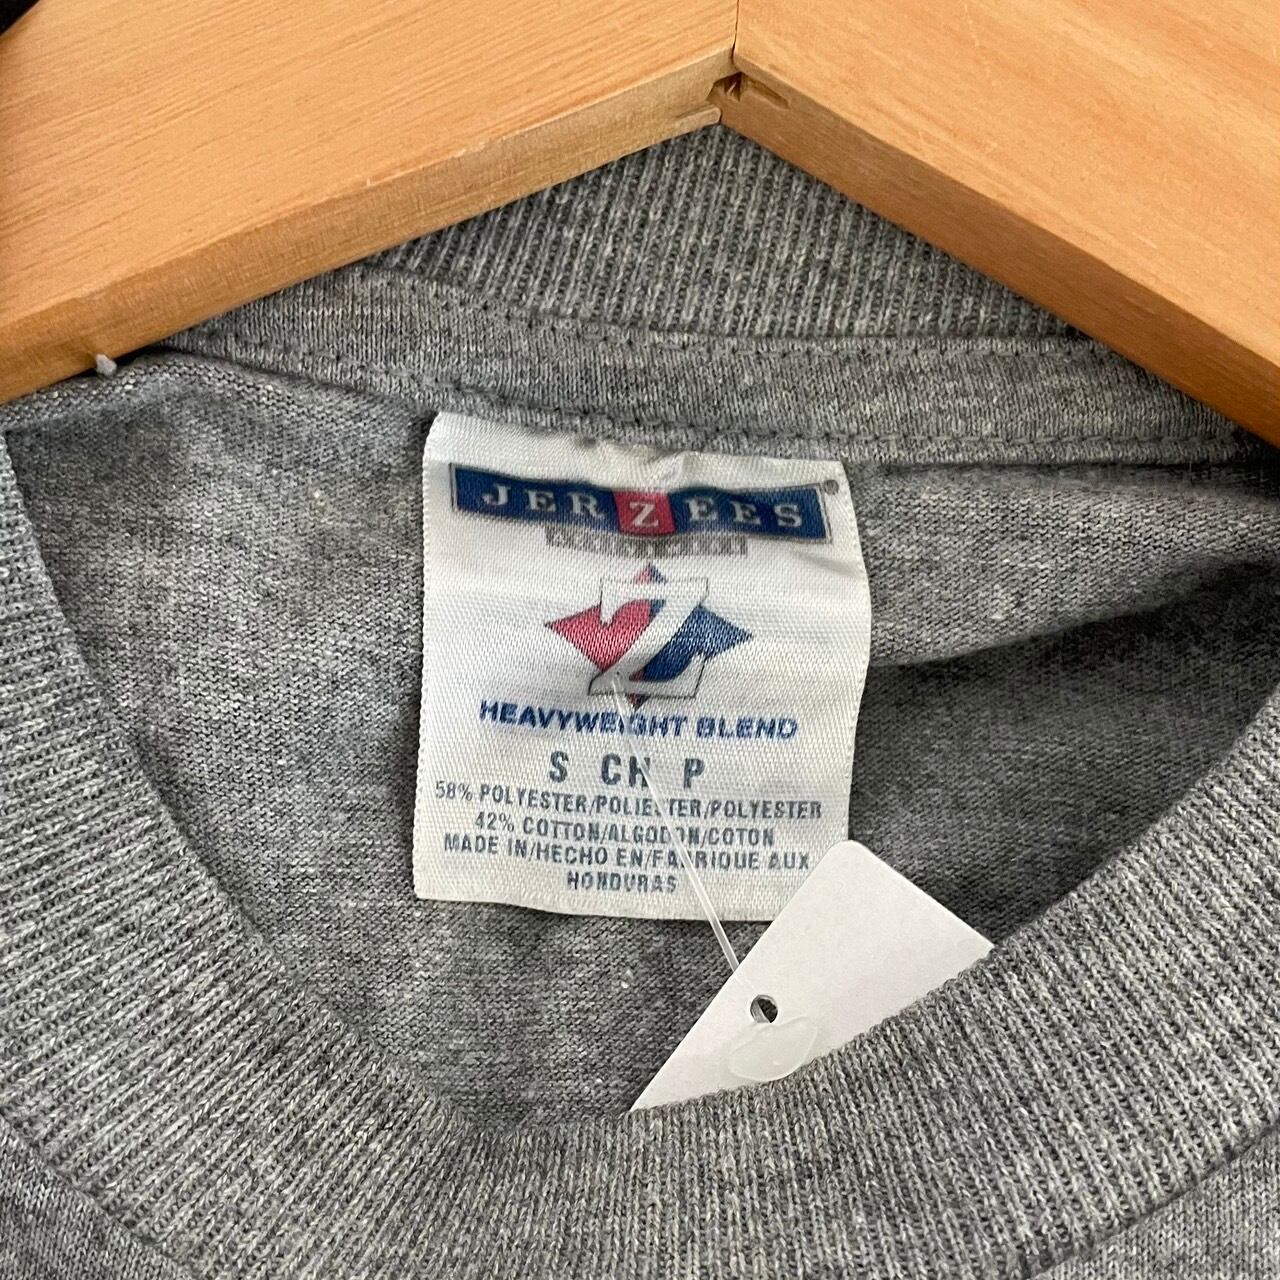 JERZEES®
Z
HEAVYWEIGHT BLEND
S CH P
58% POLYESTER/POLIESTER/POLYESTER
42% COTTON/ALGODON/COTON
MADE IN/HECHO EN/FABRIQUE AUX
HONDURAS